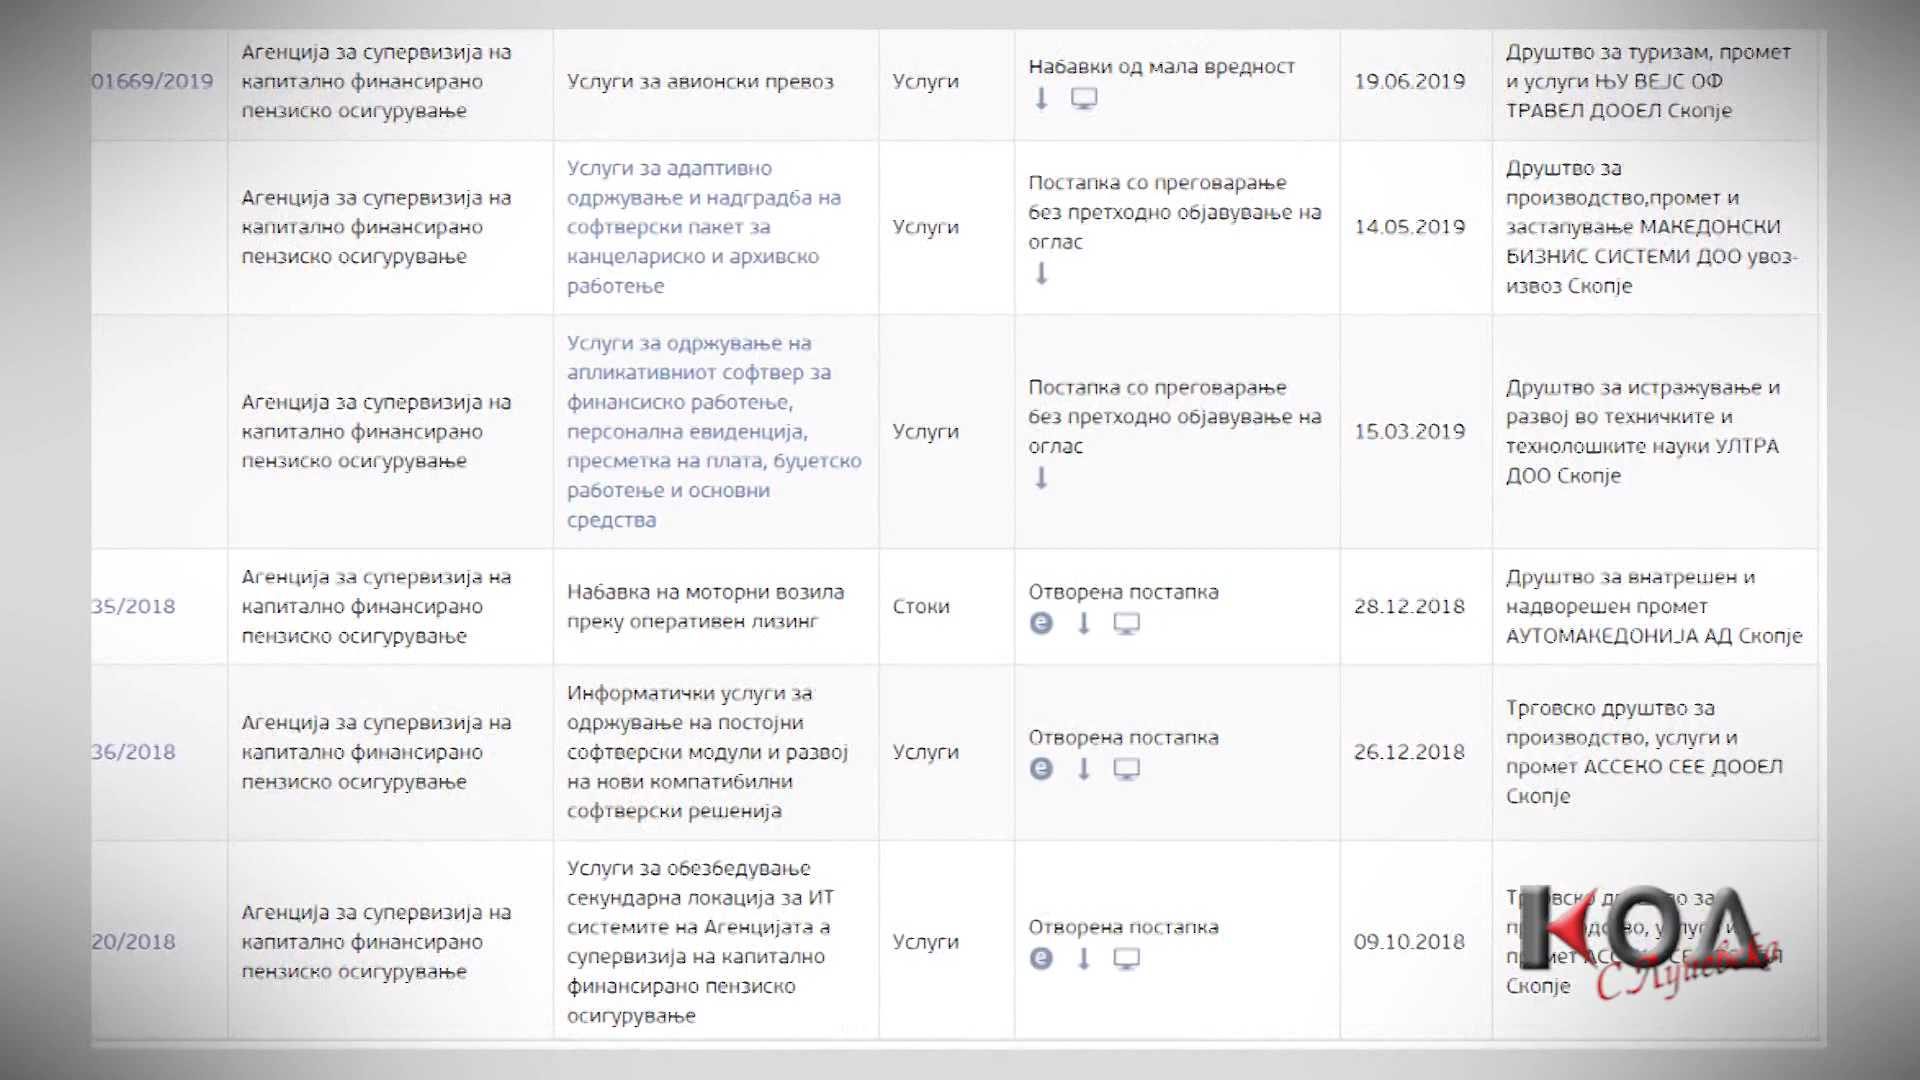 01669/2019
Агенција за супервизија на
капитално финансирано
пензиско осигурување
Услуги за авионски превоз
Услуги
Набавки од мала вредност
19.06.2019
Друштво за туризам, промет
и услуги ЊУ ВЕЈС ОФ
ТРАВЕЛ ДООЕЛ Скопје
Агенција за супервизија на
капитално финансирано
пензиско осигурување
Услуги за адаптивно
одржување и надградба на
софтверски пакет за
канцелариско и архивско
работење
Услуги
Постапка со преговарање
без претходно објавување на
оглас
14.05.2019
Друштво за
производство,промет и
застапување МАКЕДОНСКИ
БИЗНИС СИСТЕМИ ДОО увоз-
извоз Скопје
Агенција за супервизија на
капитално финансирано
пензиско осигурување
Услуги за одржување на
апликативниот софтвер за
финансиско работење,
персонална евиденција,
пресметка на плата, буџетско
работење и основни
средства
Услуги
Постапка со преговарање
без претходно објавување на
оглас
15.03.2019
Друштво за истражување и
развој во техничките и
технолошките науки УЛТРА
ДОО Скопје
35/2018
Агенција за супервизија на
капитално финансирано
пензиско осигурување
Набавка на моторни возила
преку оперативен лизинг
Стоки
Отворена постапка
28.12.2018
Друштво за внатрешен и
надворешен промет
АУТОМАКЕДОНИЈА АД Скопје
36/2018
Агенција за супервизија на
капитално финансирано
пензиско осигурување
Информатички услуги за
одржување на постојни
софтверски модули и развој
на нови компатибилни
софтверски решенија
Услуги
Отворена постапка
26.12.2018
Трговско друштво за
производство, услуги и
промет АССЕКО СЕЕ ДООЕЛ
Скопје
20/2018
Агенција за супервизија на
капитално финансирано
пензиско осигурување
Услуги за обезбедување
секундарна локација за ИТ
системите на Агенцијата а
супервизија на капитално
финансирано пензиско
осигурување
Услуги
Отворена постапка
09.10.2018
за
и
Скопје
КОД
С Лупевска